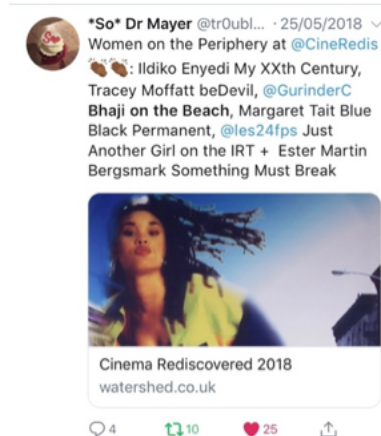 *So* Dr Mayer @tr0ubl... · 25/05/2018
Women on the Periphery at @CineRedis
👏🏾👏🏾: Ildiko Enyedi My XXth Century,
Tracey Moffatt beDevil, @GurinderC
Bhaji on the Beach, Margaret Tait Blue
Black Permanent, @les24fps Just
Another Girl on the IRT + Ester Martin
Bergsmark Something Must Break
Cinema Rediscovered 2018
watershed.co.uk
4 10 25